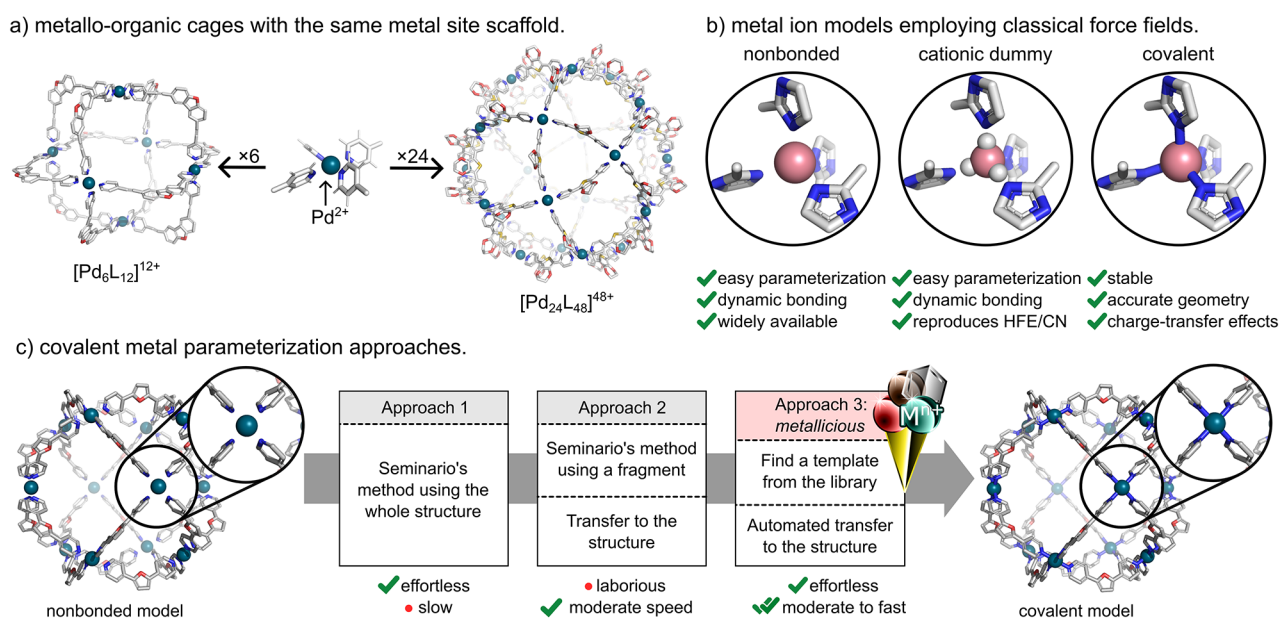 a) metallo-organic cages with the same metal site scaffold.
×6
×24
Pd²⁺
[Pd₆L₁₂]¹²⁺
[Pd₂₄L₄₈]⁴⁸⁺
b) metal ion models employing classical force fields.
nonbonded
cationic dummy
covalent
easy parameterization
dynamic bonding
widely available
easy parameterization
dynamic bonding
reproduces HFE/CN
stable
accurate geometry
charge-transfer effects
c) covalent metal parameterization approaches.
nonbonded model
Approach 1
Seminario's
method using the
whole structure
effortless
slow
Approach 2
Seminario's method
using a fragment
Transfer to the
structure
laborious
moderate speed
Approach 3:
metallicious
Mⁿ⁺
Find a template
from the library
Automated transfer
to the structure
effortless
moderate to fast
covalent model